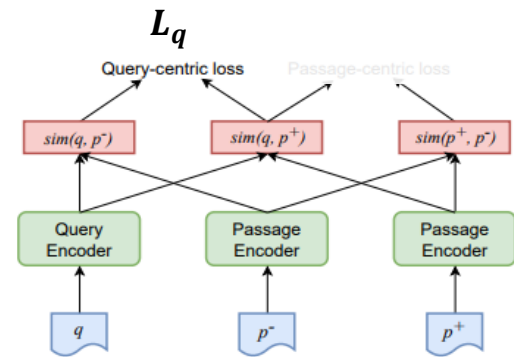 L_q
Query-centric loss Passage-centric loss
sim(q, p⁻) sim(q, p⁺) sim(p⁺, p⁻)
Query Encoder
Passage Encoder
Passage Encoder
q p⁻ p⁺